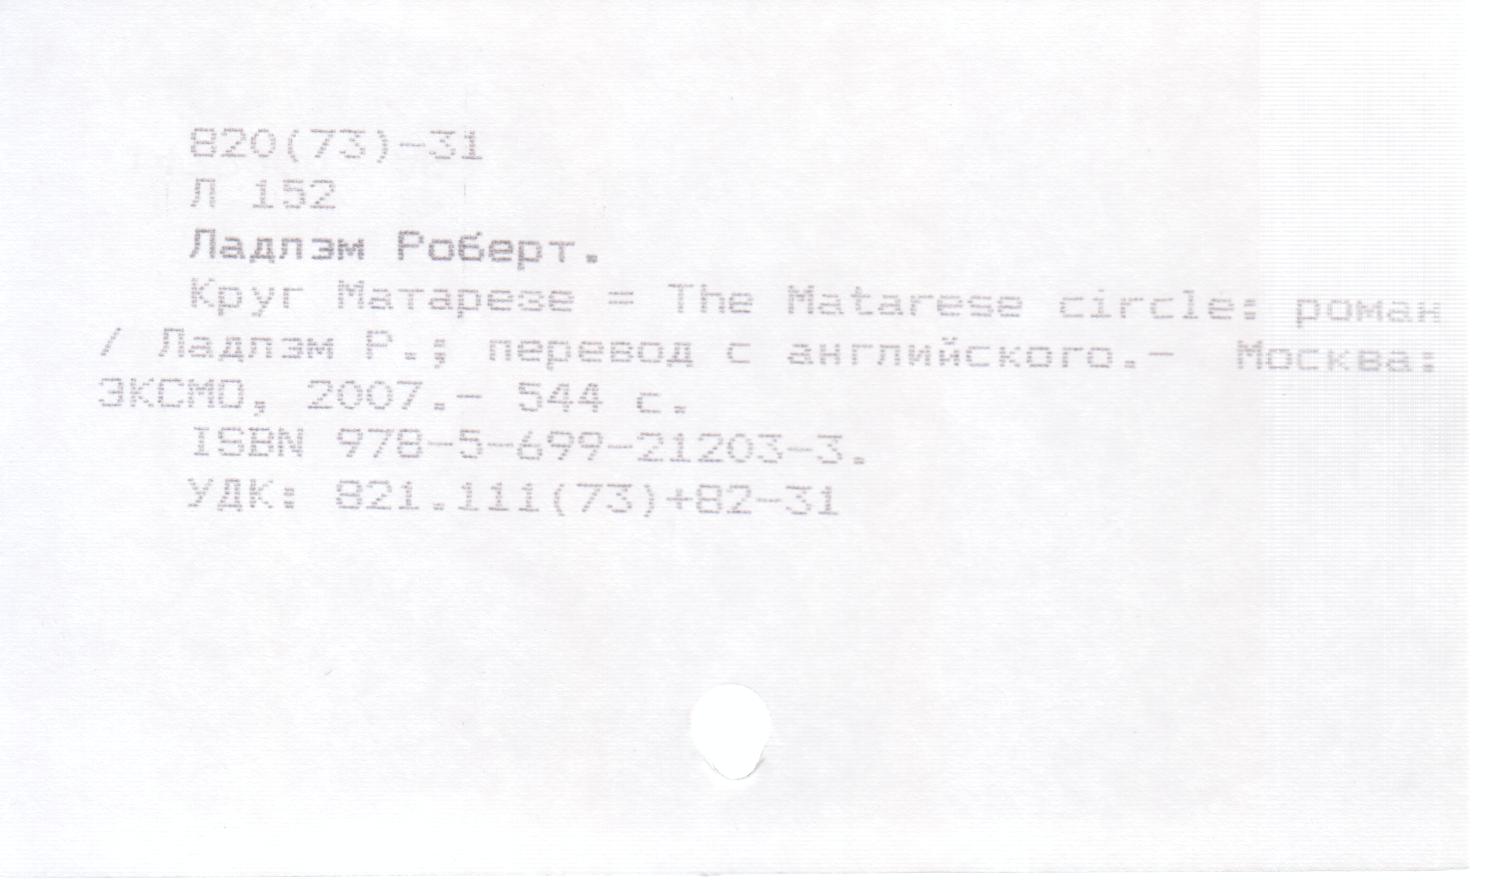 820(73)-31
Л 152
Ладлэм Роберт.
Круг Матарезе = The Matarese circle: роман
/ Ладлэм Р.; перевод с английского.- Москва:
ЭКСМО, 2007.- 544 с.
ISBN 978-5-699-21203-3.
УДК: 821.111(73)+82-31